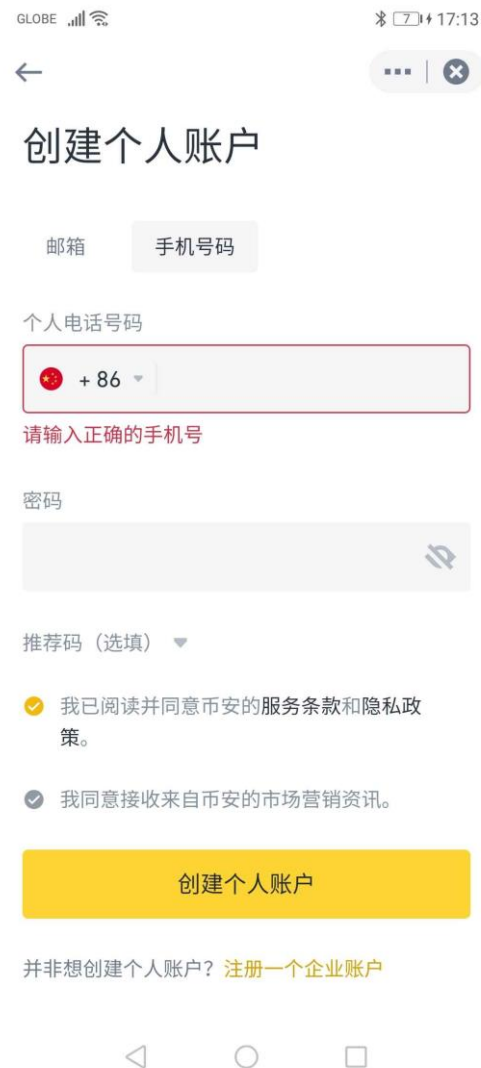 GLOBE 7 17:13
创建个人账户
邮箱 手机号码
个人电话号码
+ 86
请输入正确的手机号
密码
推荐码（选填）
我已阅读并同意币安的服务条款和隐私政
策。
我同意接收来自币安的市场营销资讯。
创建个人账户
并非想创建个人账户？注册一个企业账户